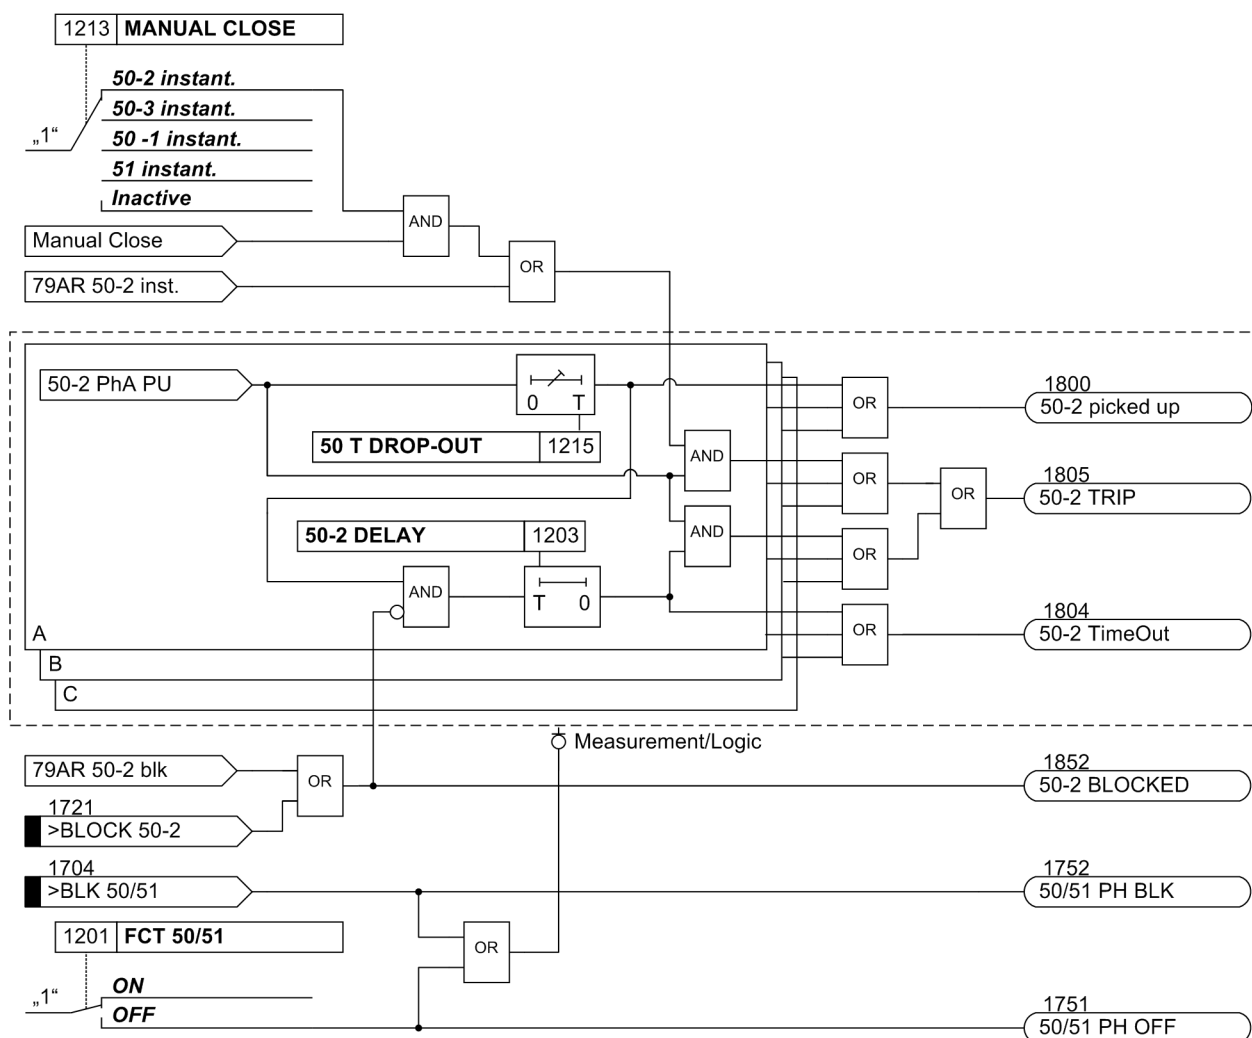 1213 MANUAL CLOSE
50-2 instant.
50-3 instant.
„1“
50 -1 instant.
51 instant.
Inactive
AND
Manual Close
OR
79AR 50-2 inst.
50-2 PhA PU
0 T
OR
1800
50-2 picked up
50 T DROP-OUT 1215
AND
OR
1805
50-2 TRIP
OR
50-2 DELAY 1203
AND
OR
AND
T 0
A
OR
1804
50-2 TimeOut
B
C
Measurement/Logic
79AR 50-2 blk
OR
1852
50-2 BLOCKED
1721
>BLOCK 50-2
1704
>BLK 50/51
1752
50/51 PH BLK
1201 FCT 50/51
OR
„1“
ON
OFF
1751
50/51 PH OFF